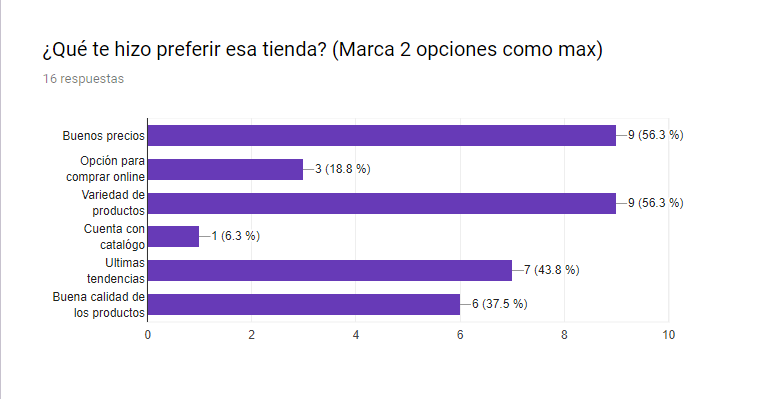 ¿Qué te hizo preferir esa tienda? (Marca 2 opciones como max)
16 respuestas
Buenos precios
9 (56.3 %)
Opción para
comprar online
3 (18.8 %)
Variedad de
productos
9 (56.3 %)
Cuenta con
catalógo
1 (6.3 %)
Ultimas
tendencias
7 (43.8 %)
Buena calidad de
los productos
6 (37.5 %)
0 2 4 6 8 10